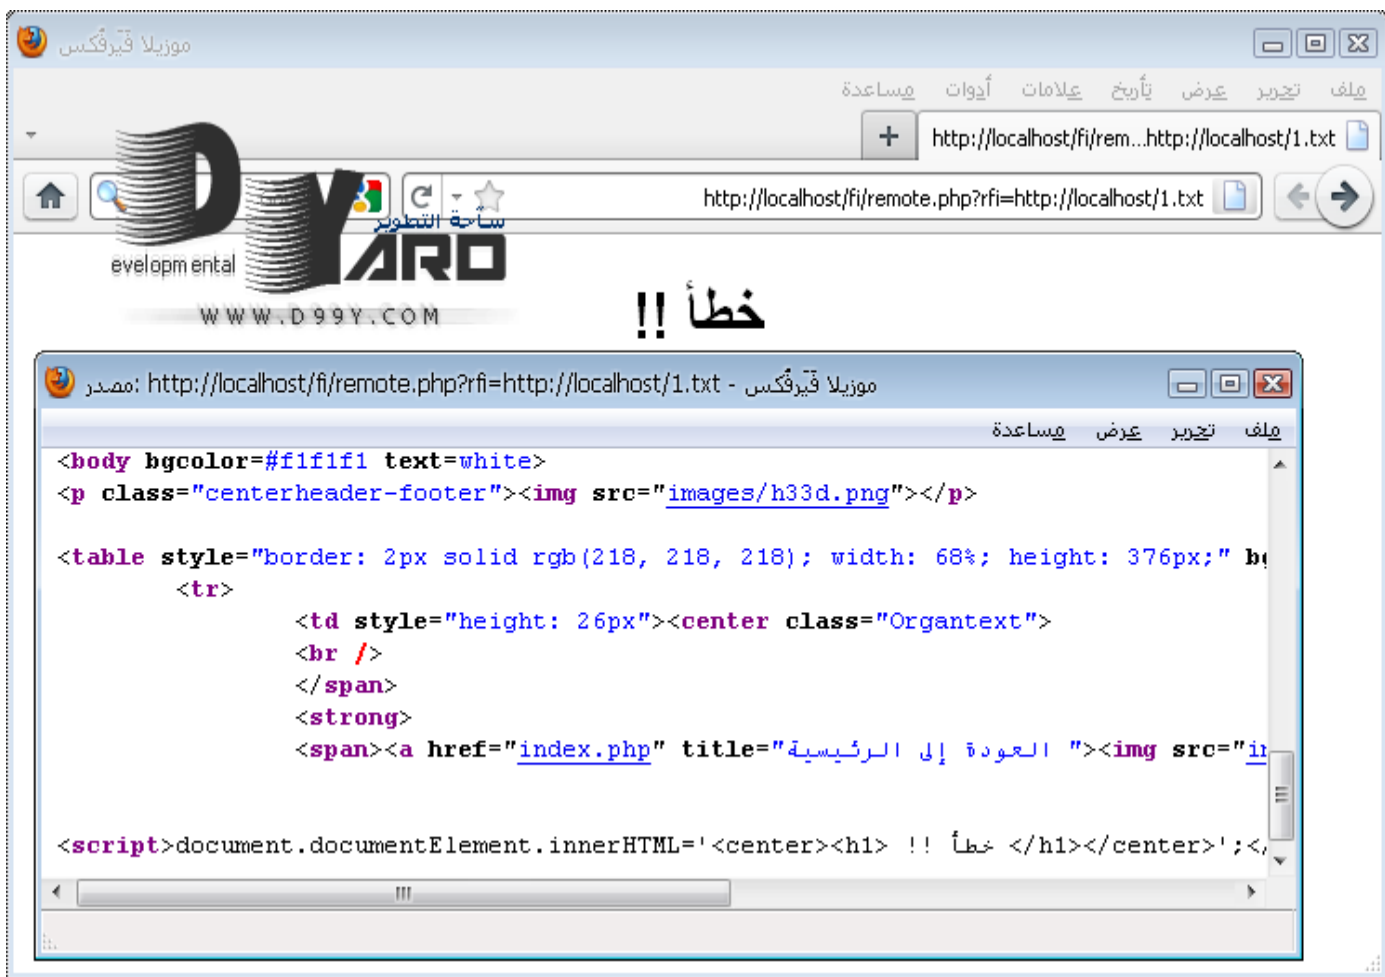 موزيلا فَيَرفُكس
ملف تحرير عرض تأريخ علامات أدوات مساعدة
http://localhost/fi/rem...http://localhost/1.txt
http://localhost/fi/remote.php?rfi=http://localhost/1.txt
ساحة التطوير
D YARD
evelopmental
WWW.D99Y.COM
خطأ !!
مصدر: http://localhost/fi/remote.php?rfi=http://localhost/1.txt - موزيلا فَيَرفُكس
ملف تحرير عرض مساعدة
<body bgcolor=#f1f1f1 text=white>
<p class="centerheader-footer"><img src="images/h33d.png"></p>
<table style="border: 2px solid rgb(218, 218, 218); width: 68%; height: 376px;"
<tr>
<td style="height: 26px"><center class="Organtext">
<br />
</span>
<strong>
<span><a href="index.php" title="العودة إلى الرئيسية "><img src="
<script>document.documentElement.innerHTML='<center><h1> !! خطأ </h1></center>';</